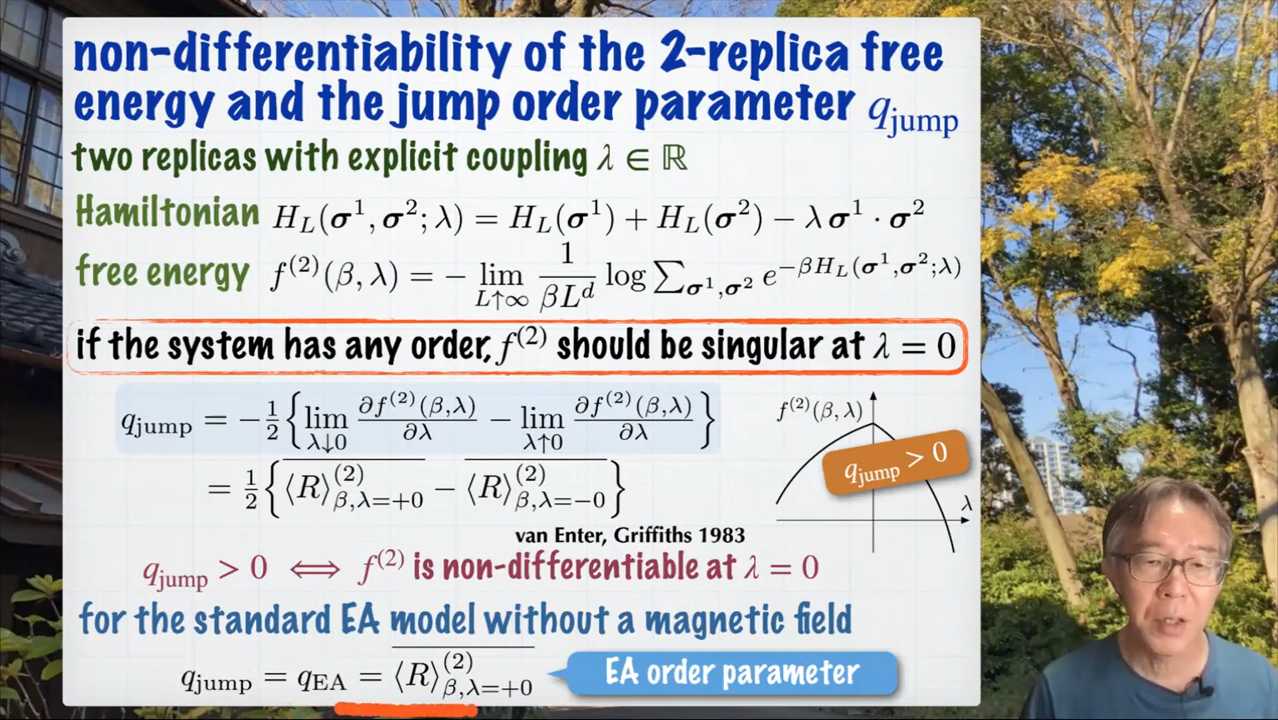 non-differentiability of the 2-replica free
energy and the jump order parameter q_jump
two replicas with explicit coupling λ ∈ ℝ
Hamiltonian H_L(σ¹, σ²; λ) = H_L(σ¹) + H_L(σ²) − λ σ¹ · σ²
free energy f^(2)(β, λ) = − lim_{L↑∞} 1/(βL^d) log ∑_{σ¹,σ²} e^{−βH_L(σ¹,σ²;λ)}
if the system has any order, f^(2) should be singular at λ = 0
q_jump = −½{lim_{λ↓0} ∂f^(2)(β,λ)/∂λ − lim_{λ↑0} ∂f^(2)(β,λ)/∂λ}
f^(2)(β, λ)
q_jump > 0
λ
= ½{\overline{⟨R⟩^(2)_{β,λ=+0}} − \overline{⟨R⟩^(2)_{β,λ=−0}}}
van Enter, Griffiths 1983
q_jump > 0 ⟺ f^(2) is non-differentiable at λ = 0
for the standard EA model without a magnetic field
q_jump = q_EA = \overline{⟨R⟩^(2)_{β,λ=+0}}
EA order parameter